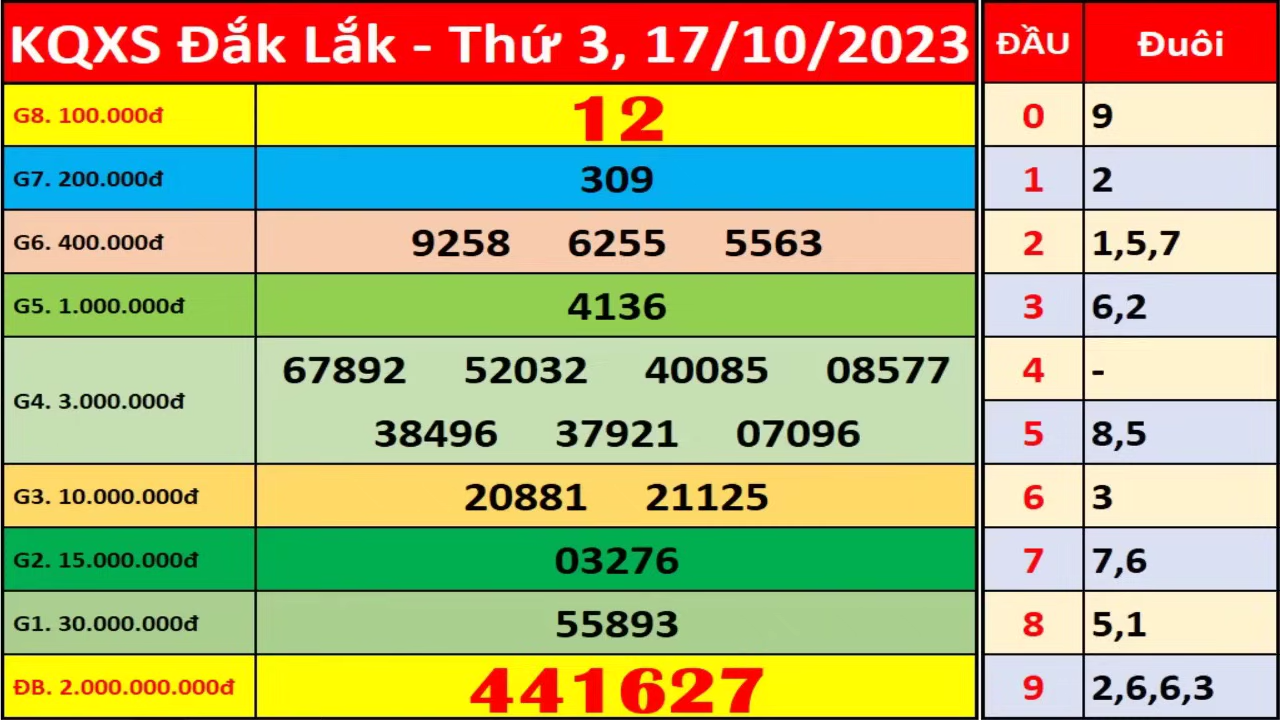 KQXS Đắk Lắk - Thứ 3, 17/10/2023 ĐẦU Đuôi
G8. 100.000đ 12 0 9
G7. 200.000đ 309 1 2
G6. 400.000đ 9258 6255 5563 2 1,5,7
G5. 1.000.000đ 4136 3 6,2
G4. 3.000.000đ 67892 52032 40085 08577 4 -
38496 37921 07096 5 8,5
G3. 10.000.000đ 20881 21125 6 3
G2. 15.000.000đ 03276 7 7,6
G1. 30.000.000đ 55893 8 5,1
ĐB. 2.000.000.000đ 441627 9 2,6,6,3